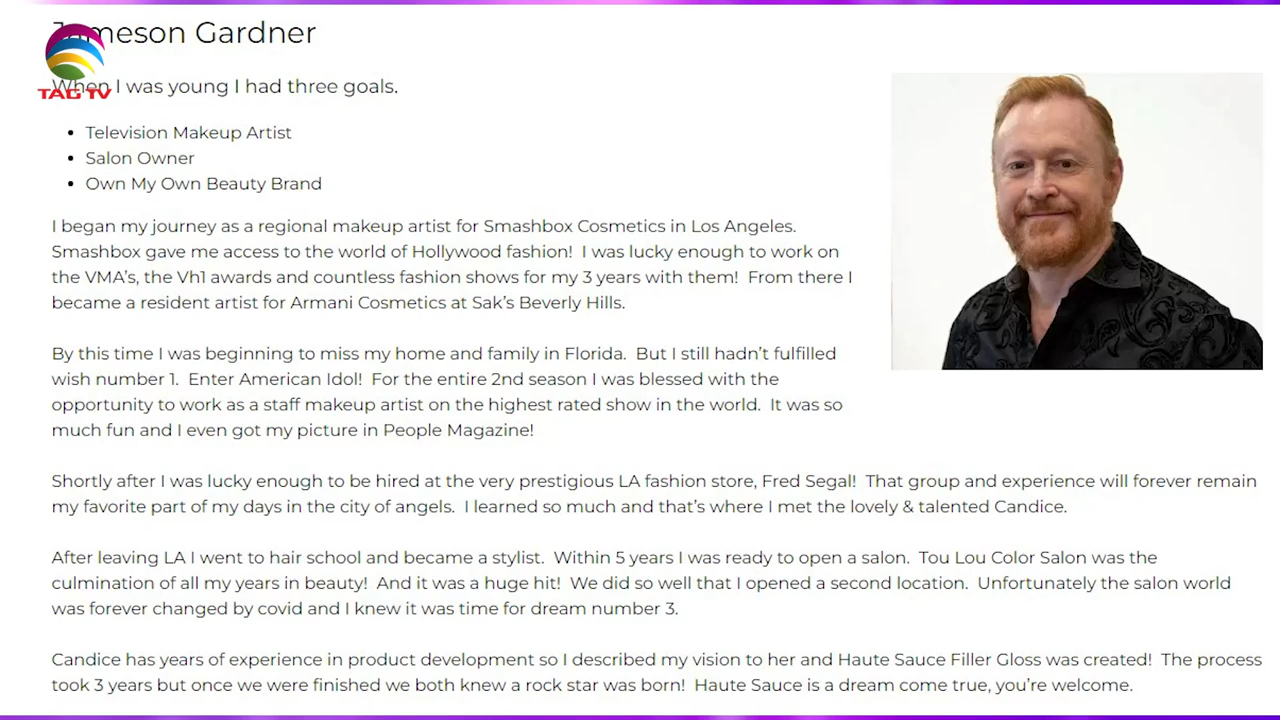 Jameson Gardner
TAG TV
When I was young I had three goals.
Television Makeup Artist
Salon Owner
Own My Own Beauty Brand
I began my journey as a regional makeup artist for Smashbox Cosmetics in Los Angeles.
Smashbox gave me access to the world of Hollywood fashion! I was lucky enough to work on
the VMA's, the Vh1 awards and countless fashion shows for my 3 years with them! From there I
became a resident artist for Armani Cosmetics at Sak's Beverly Hills.
By this time I was beginning to miss my home and family in Florida. But I still hadn't fulfilled
wish number 1. Enter American Idol! For the entire 2nd season I was blessed with the
opportunity to work as a staff makeup artist on the highest rated show in the world. It was so
much fun and I even got my picture in People Magazine!
Shortly after I was lucky enough to be hired at the very prestigious LA fashion store, Fred Segal! That group and experience will forever remain
my favorite part of my days in the city of angels. I learned so much and that's where I met the lovely & talented Candice.
After leaving LA I went to hair school and became a stylist. Within 5 years I was ready to open a salon. Tou Lou Color Salon was the
culmination of all my years in beauty! And it was a huge hit! We did so well that I opened a second location. Unfortunately the salon world
was forever changed by covid and I knew it was time for dream number 3.
Candice has years of experience in product development so I described my vision to her and Haute Sauce Filler Gloss was created! The process
took 3 years but once we were finished we both knew a rock star was born! Haute Sauce is a dream come true, you're welcome.